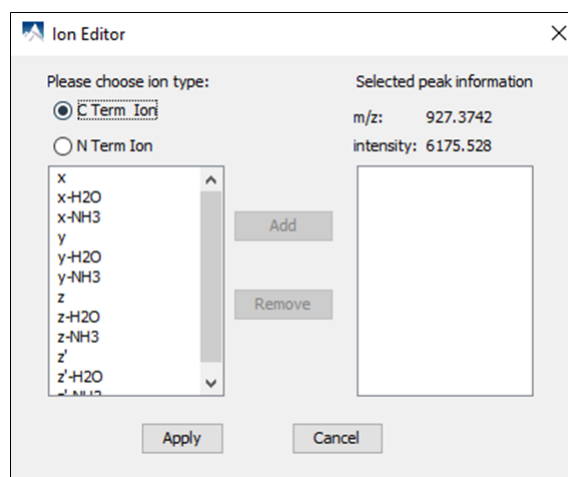 Ion Editor
Please choose ion type:
C Term Ion
N Term Ion
x
x-H2O
x-NH3
y
y-H2O
y-NH3
z
z-H2O
z-NH3
z'
z'-H2O
z'-NH3
Add
Remove
Selected peak information
m/z: 927.3742
intensity: 6175.528
Apply
Cancel